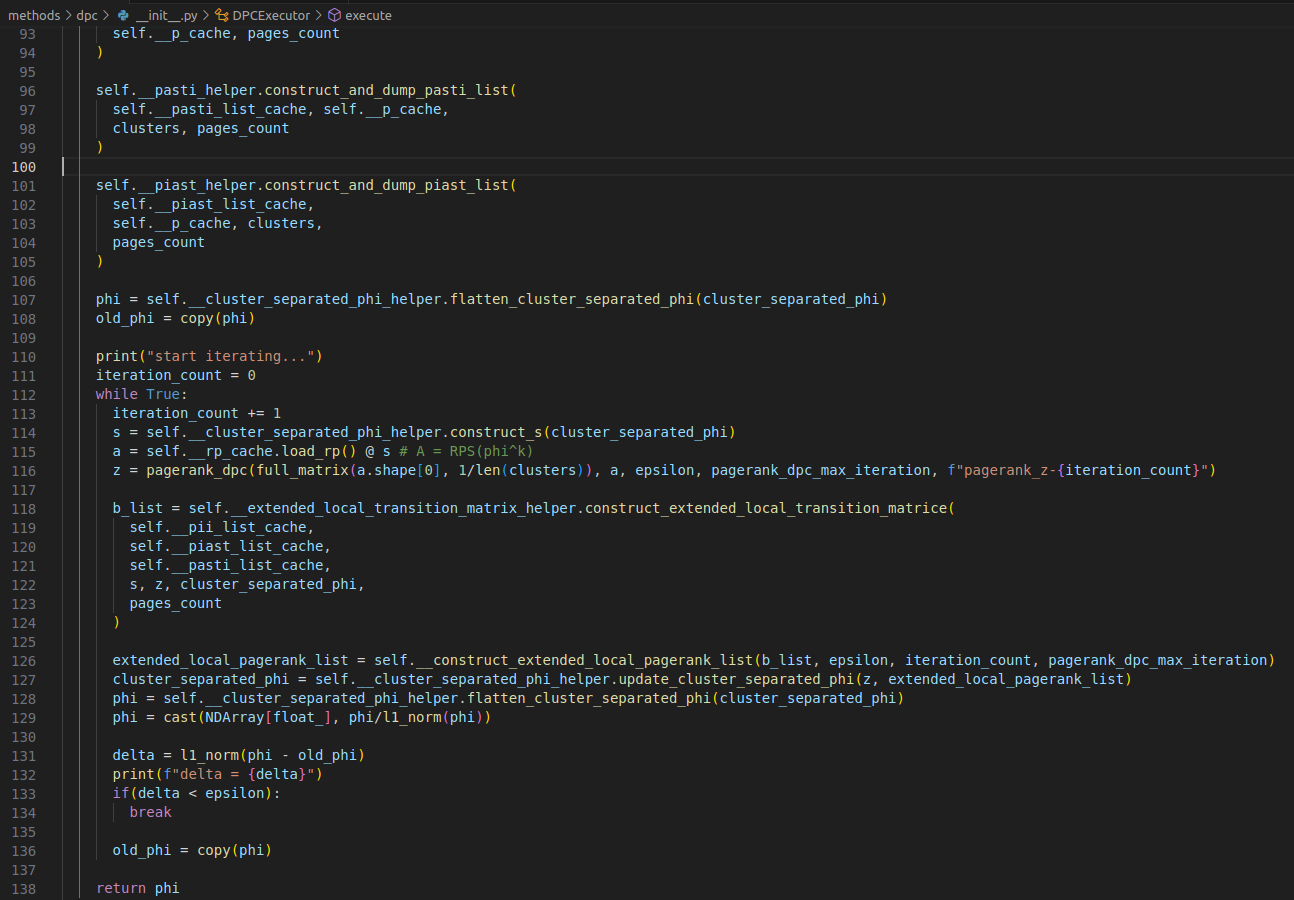 methods > dpc > __init__.py > DPCExecutor > execute
93 self.__p_cache, pages_count
94 )
95
96 self.__pasti_helper.construct_and_dump_pasti_list(
97 self.__pasti_list_cache, self.__p_cache,
98 clusters, pages_count
99 )
100
101 self.__piast_helper.construct_and_dump_piast_list(
102 self.__piast_list_cache,
103 self.__p_cache, clusters,
104 pages_count
105 )
106
107 phi = self.__cluster_separated_phi_helper.flatten_cluster_separated_phi(cluster_separated_phi)
108 old_phi = copy(phi)
109
110 print("start iterating...")
111 iteration_count = 0
112 while True:
113 iteration_count += 1
114 s = self.__cluster_separated_phi_helper.construct_s(cluster_separated_phi)
115 a = self.__rp_cache.load_rp() @ s # A = RPS(phi^k)
116 z = pagerank_dpc(full_matrix(a.shape[0], 1/len(clusters)), a, epsilon, pagerank_dpc_max_iteration, f"pagerank_z-{iteration_count}")
117
118 b_list = self.__extended_local_transition_matrix_helper.construct_extended_local_transition_matrice(
119 self.__pii_list_cache,
120 self.__piast_list_cache,
121 self.__pasti_list_cache,
122 s, z, cluster_separated_phi,
123 pages_count
124 )
125
126 extended_local_pagerank_list = self.__construct_extended_local_pagerank_list(b_list, epsilon, iteration_count, pagerank_dpc_max_iteration)
127 cluster_separated_phi = self.__cluster_separated_phi_helper.update_cluster_separated_phi(z, extended_local_pagerank_list)
128 phi = self.__cluster_separated_phi_helper.flatten_cluster_separated_phi(cluster_separated_phi)
129 phi = cast(NDArray[float_], phi/l1_norm(phi))
130
131 delta = l1_norm(phi - old_phi)
132 print(f"delta = {delta}")
133 if(delta < epsilon):
134 break
135
136 old_phi = copy(phi)
137
138 return phi